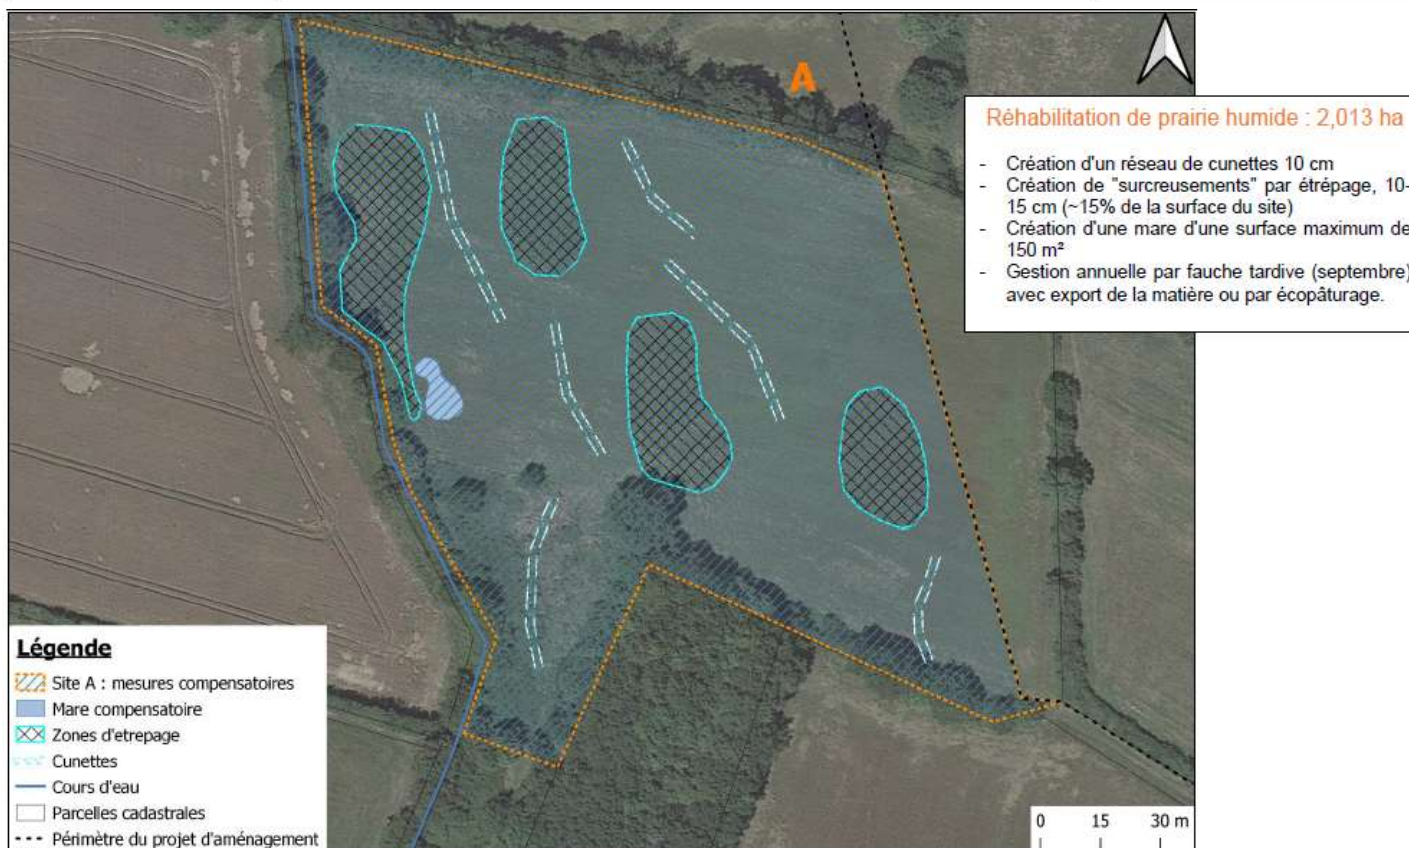 A
Réhabilitation de prairie humide : 2,013 ha
- Création d'un réseau de cunettes 10 cm
- Création de "surcreusements" par étrépage, 10-
15 cm (~15% de la surface du site)
- Création d'une mare d'une surface maximum de
150 m²
- Gestion annuelle par fauche tardive (septembre)
avec export de la matière ou par écopâturage.
Légende
Site A : mesures compensatoires
Mare compensatoire
Zones d'etrepage
Cunettes
Cours d'eau
Parcelles cadastrales
Périmètre du projet d'aménagement
0 15 30 m